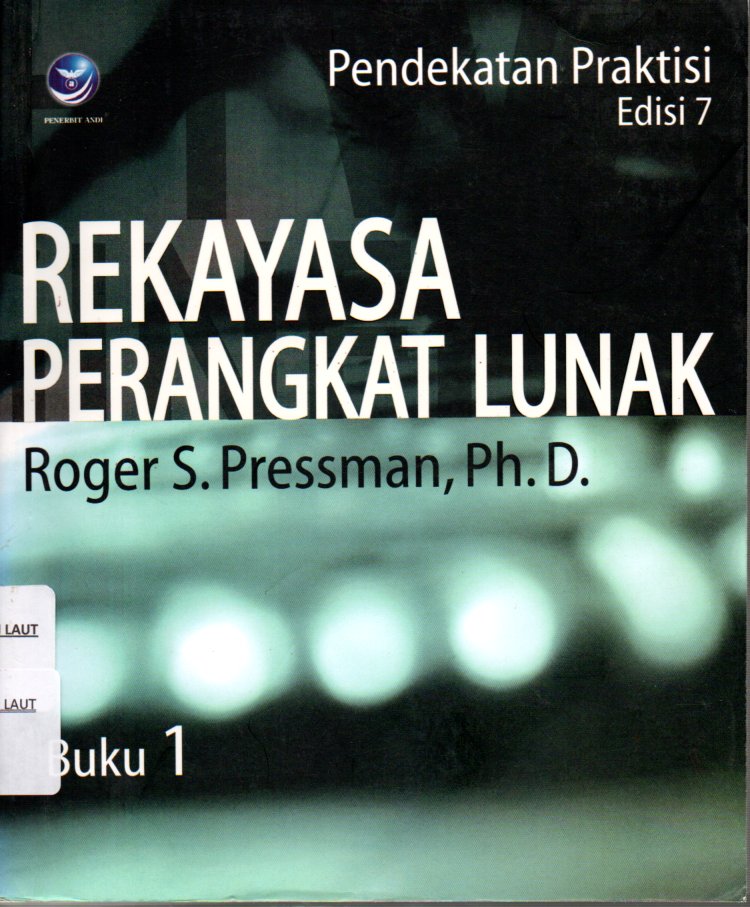 Pendekatan Praktisi
Edisi 7
PENERBIT ANDI
REKAYASA
PERANGKAT LUNAK
Roger S. Pressman, Ph.D.
LAUT
LAUT
Buku 1